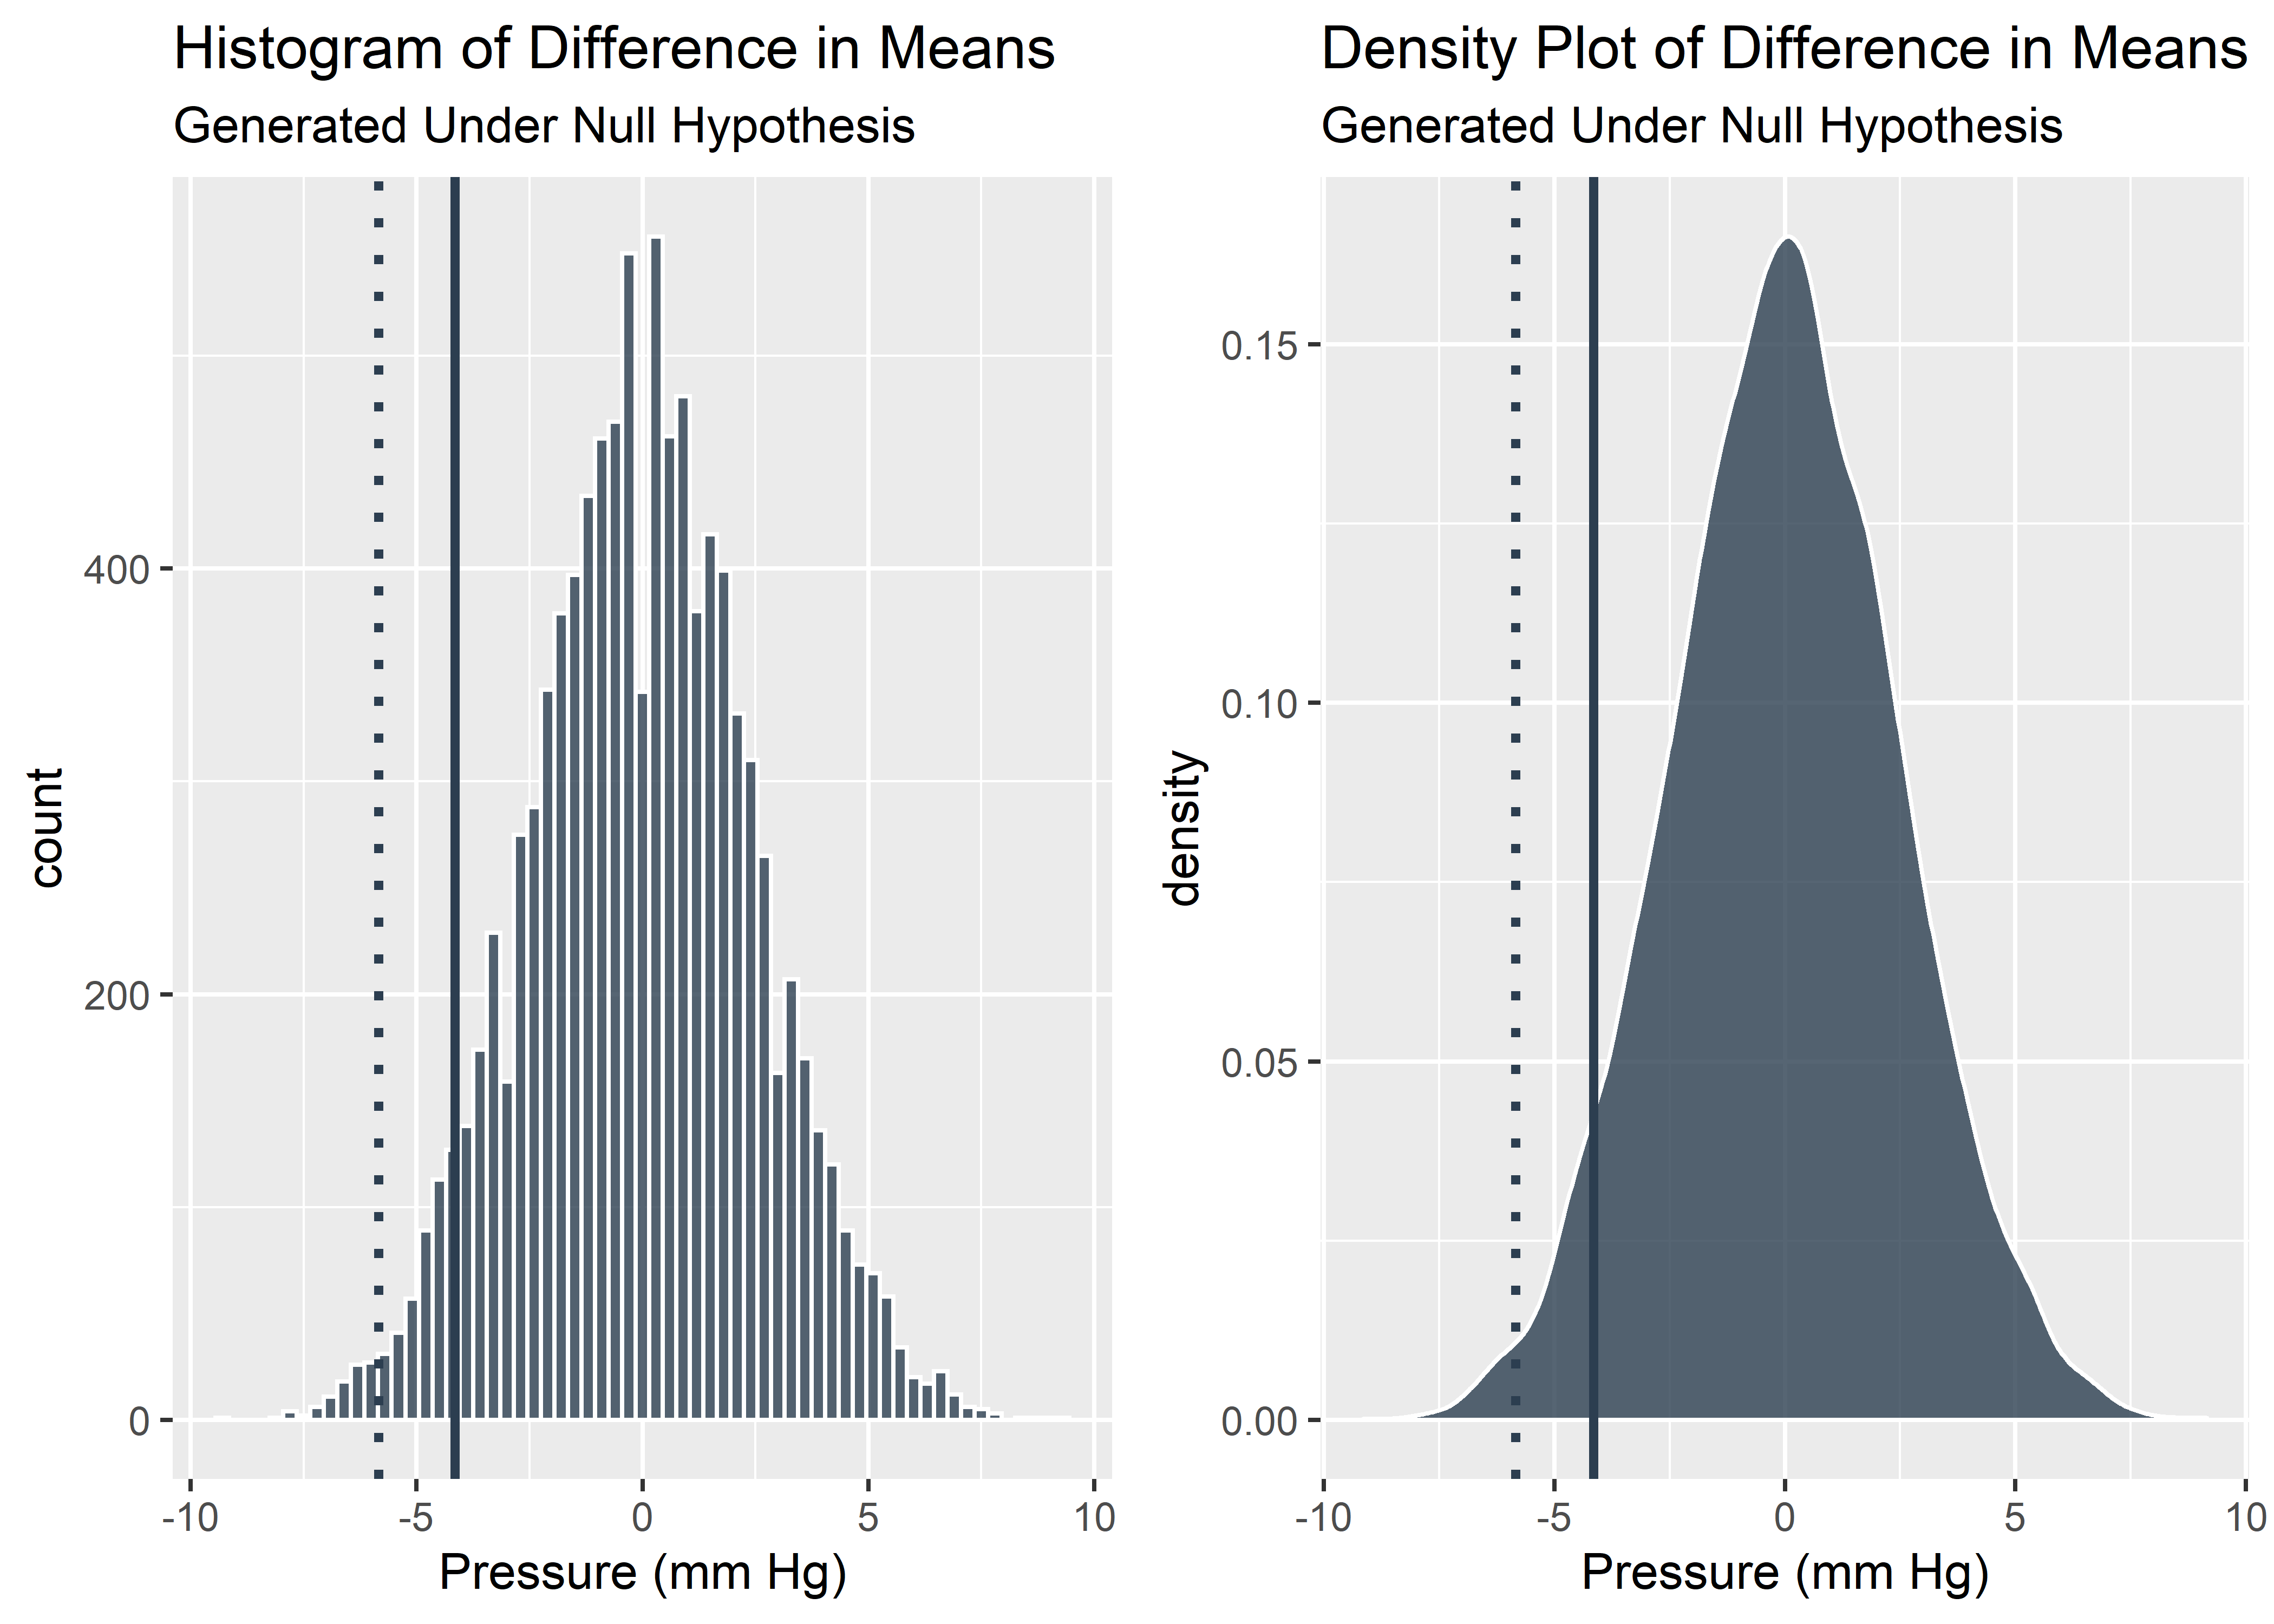 Histogram of Difference in Means
Generated Under Null Hypothesis
count
400
200
0
-10
-5
0
5
10
Pressure (mm Hg)
Density Plot of Difference in Means
Generated Under Null Hypothesis
density
0.15
0.10
0.05
0.00
-10
-5
0
5
10
Pressure (mm Hg)